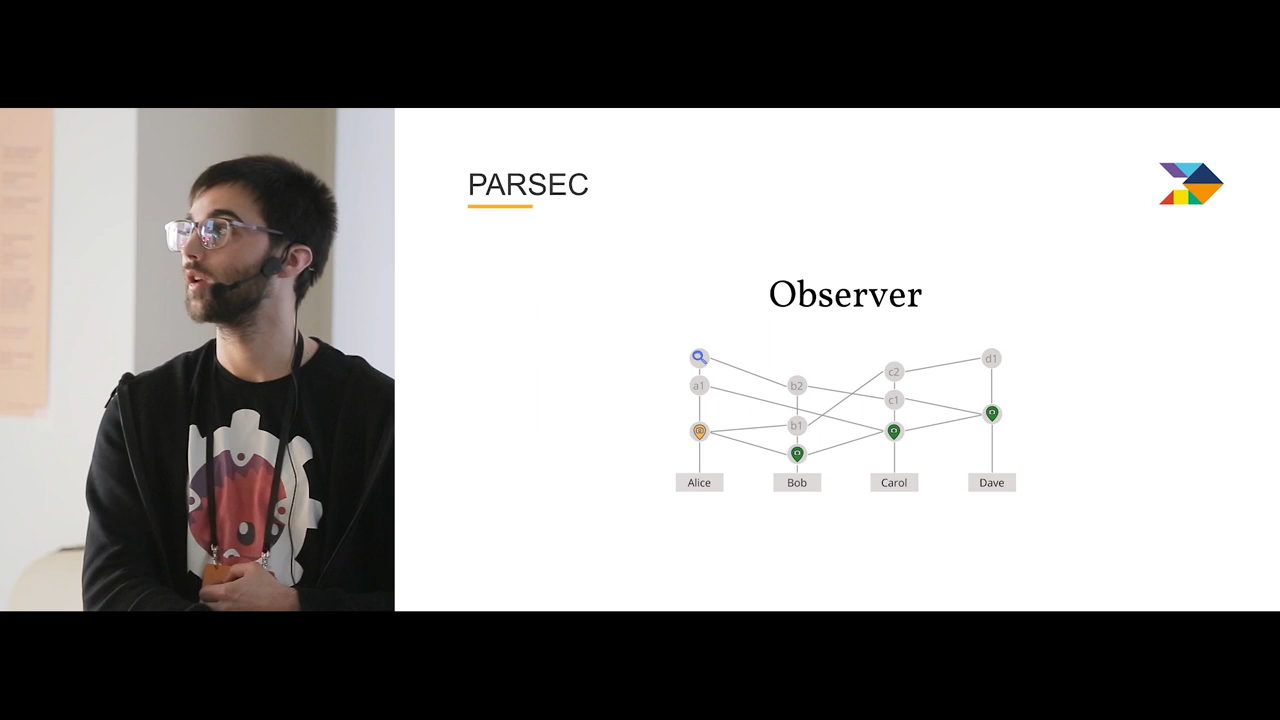 PARSEC
Observer
a1
b2
b1
c2
c1
d1
Alice
Bob
Carol
Dave